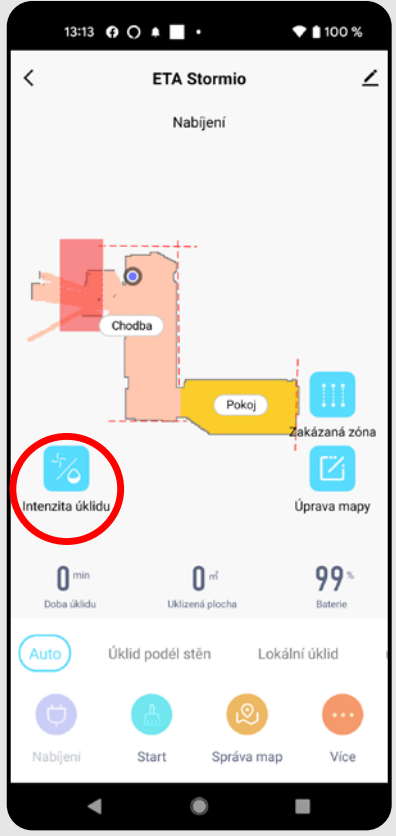 13:13
100 %
ETA Stormio
Nabíjení
Chodba
Pokoj
Zakázaná zóna
Intenzita úklidu
Úprava mapy
0 min
0 ㎡
99 %
Doba úklidu
Uklizená plocha
Baterie
Auto
Úklid podél stěn
Lokální úklid
Nabíjení
Start
Správa map
Více